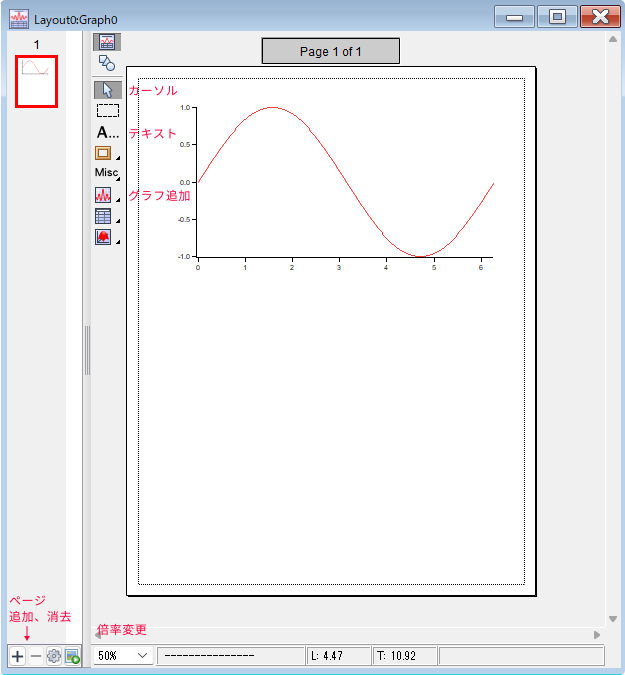 Layout0:Graph0
1
Page 1 of 1
カーソル
A...
テキスト
Misc
グラフ追加
1.0
0.5
0.0
-0.5
-1.0
0 1 2 3 4 5 6
ページ
追加、消去
↓
倍率変更
50%
---------------
L: 4.47
T: 10.92